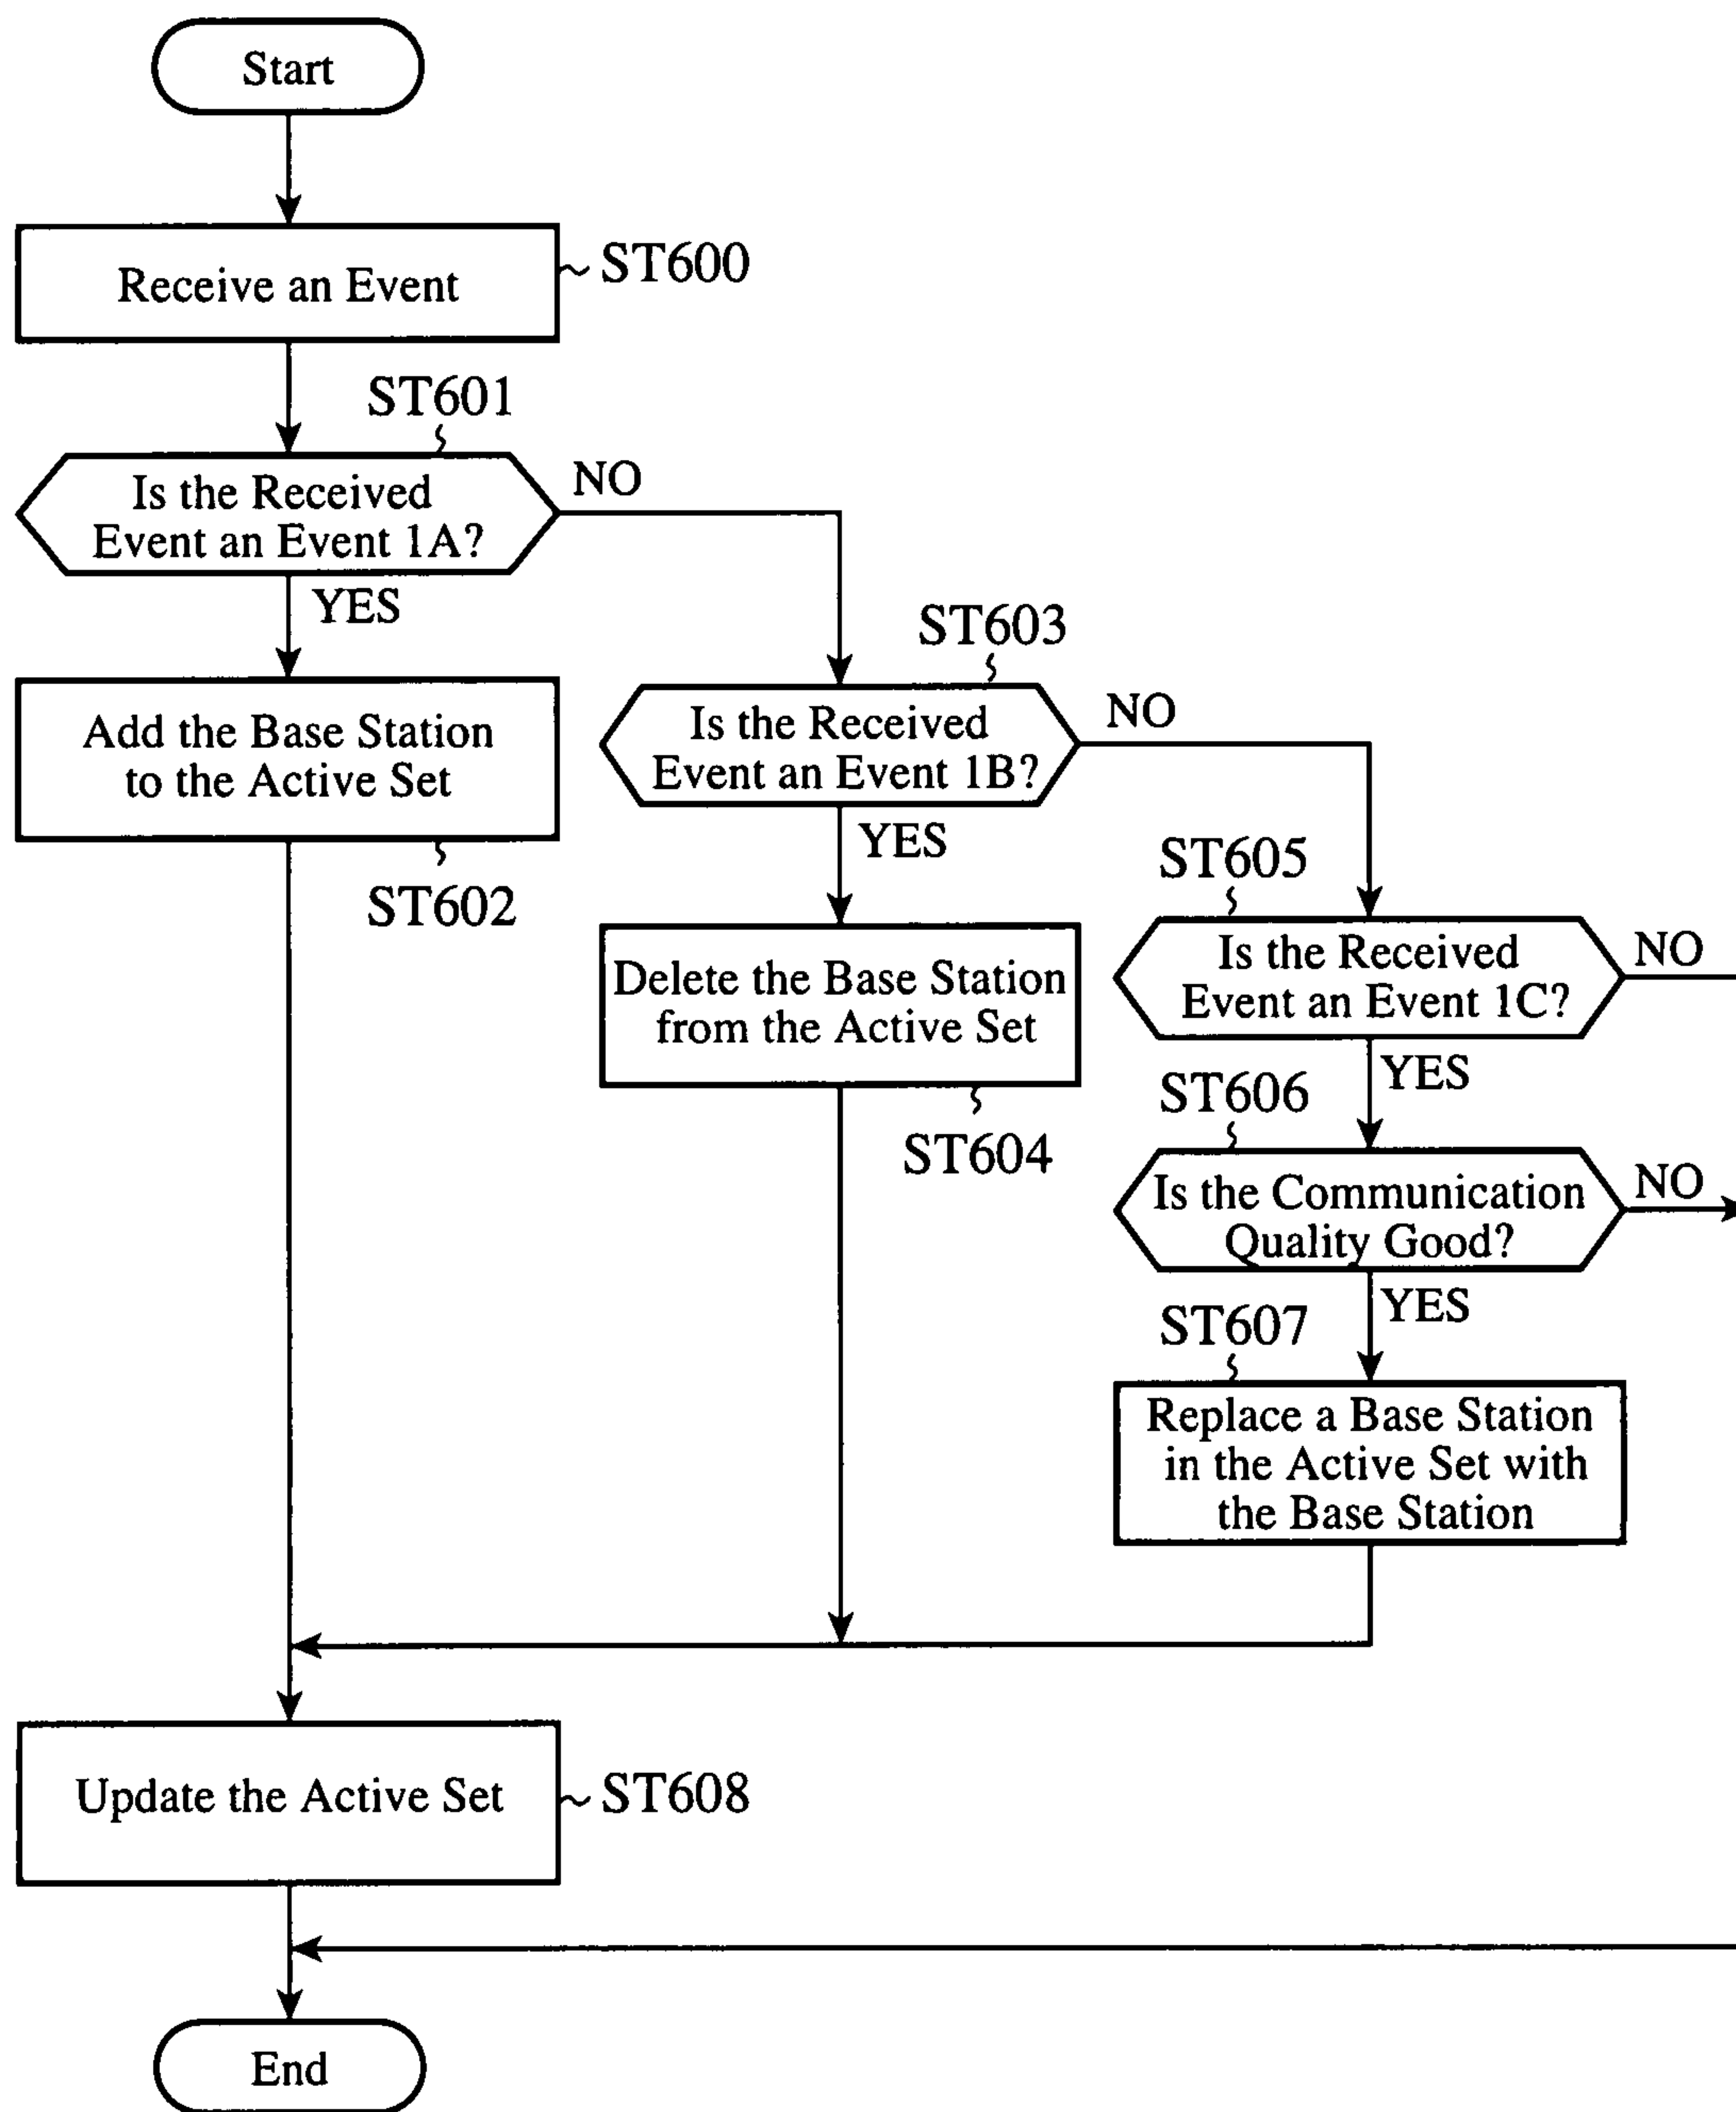 Start
Receive an Event
ST600
ST601
Is the Received
Event an Event 1A?
NO
YES
Add the Base Station
to the Active Set
ST602
ST603
Is the Received
Event an Event 1B?
NO
YES
Delete the Base Station
from the Active Set
ST604
ST605
Is the Received
Event an Event 1C?
NO
YES
ST606
Is the Communication
Quality Good?
NO
YES
ST607
Replace a Base Station
in the Active Set with
the Base Station
Update the Active Set
ST608
End